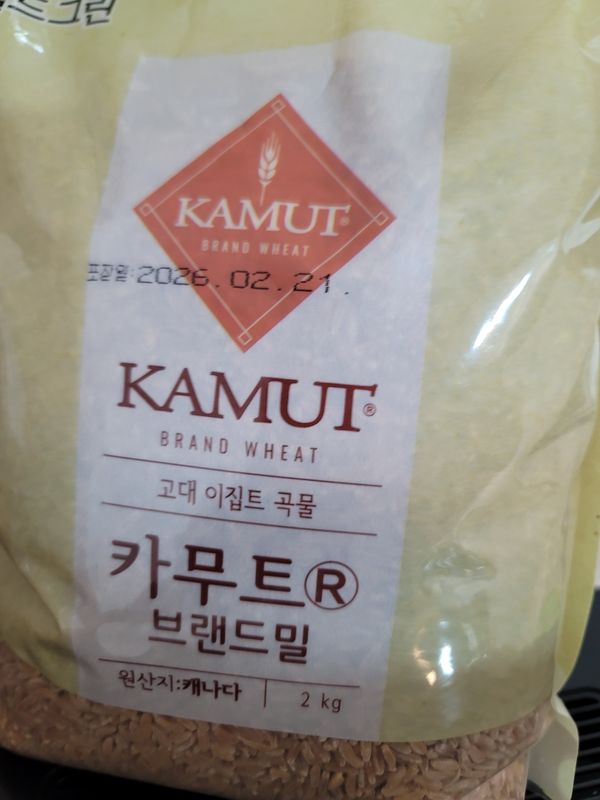 KAMUT®
BRAND WHEAT
포장일:2026.02.21.
KAMUT®
BRAND WHEAT
고대 이집트 곡물
카무트®
브랜드밀
원산지:캐나다 2 kg